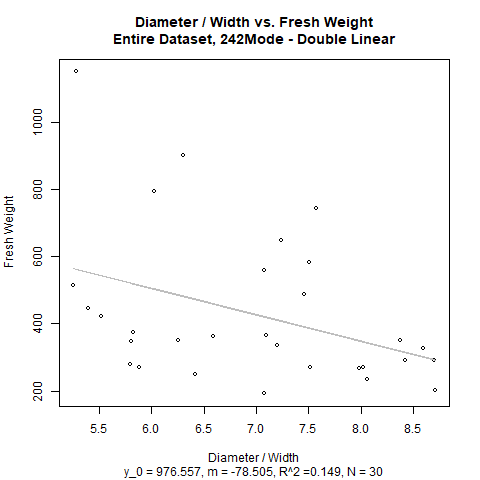 Diameter / Width vs. Fresh Weight
Entire Dataset, 242Mode - Double Linear
Fresh Weight
1000
800
600
400
200
5.5 6.0 6.5 7.0 7.5 8.0 8.5
Diameter / Width
y_0 = 976.557, m = -78.505, R^2 =0.149, N = 30